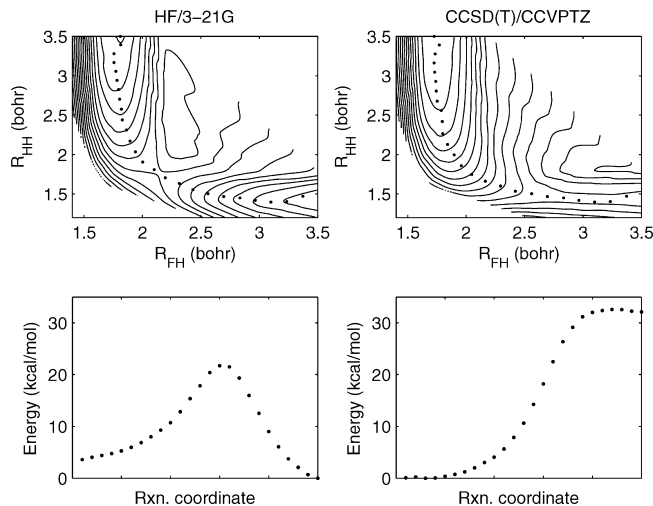 HF/3−21G
CCSD(T)/CCVPTZ
3.5
3
2.5
2
1.5
R_HH (bohr)
1.5 2 2.5 3 3.5
R_FH (bohr)
3.5
3
2.5
2
1.5
R_HH (bohr)
1.5 2 2.5 3 3.5
R_FH (bohr)
30
20
10
0
Energy (kcal/mol)
Rxn. coordinate
30
20
10
0
Energy (kcal/mol)
Rxn. coordinate